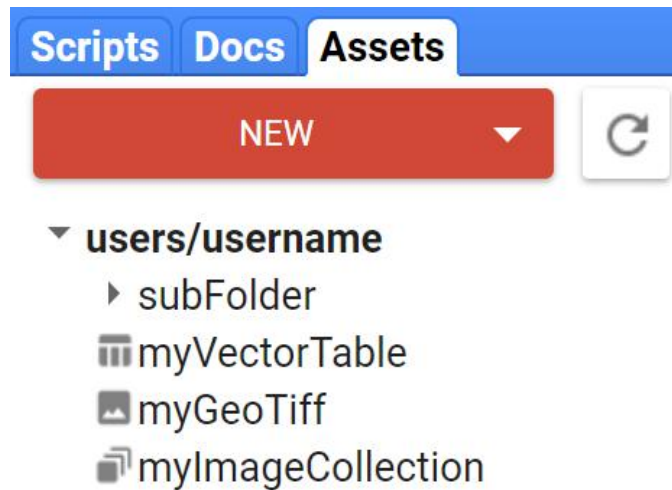 Scripts Docs Assets
NEW
users/username
subFolder
myVectorTable
myGeoTiff
myImageCollection